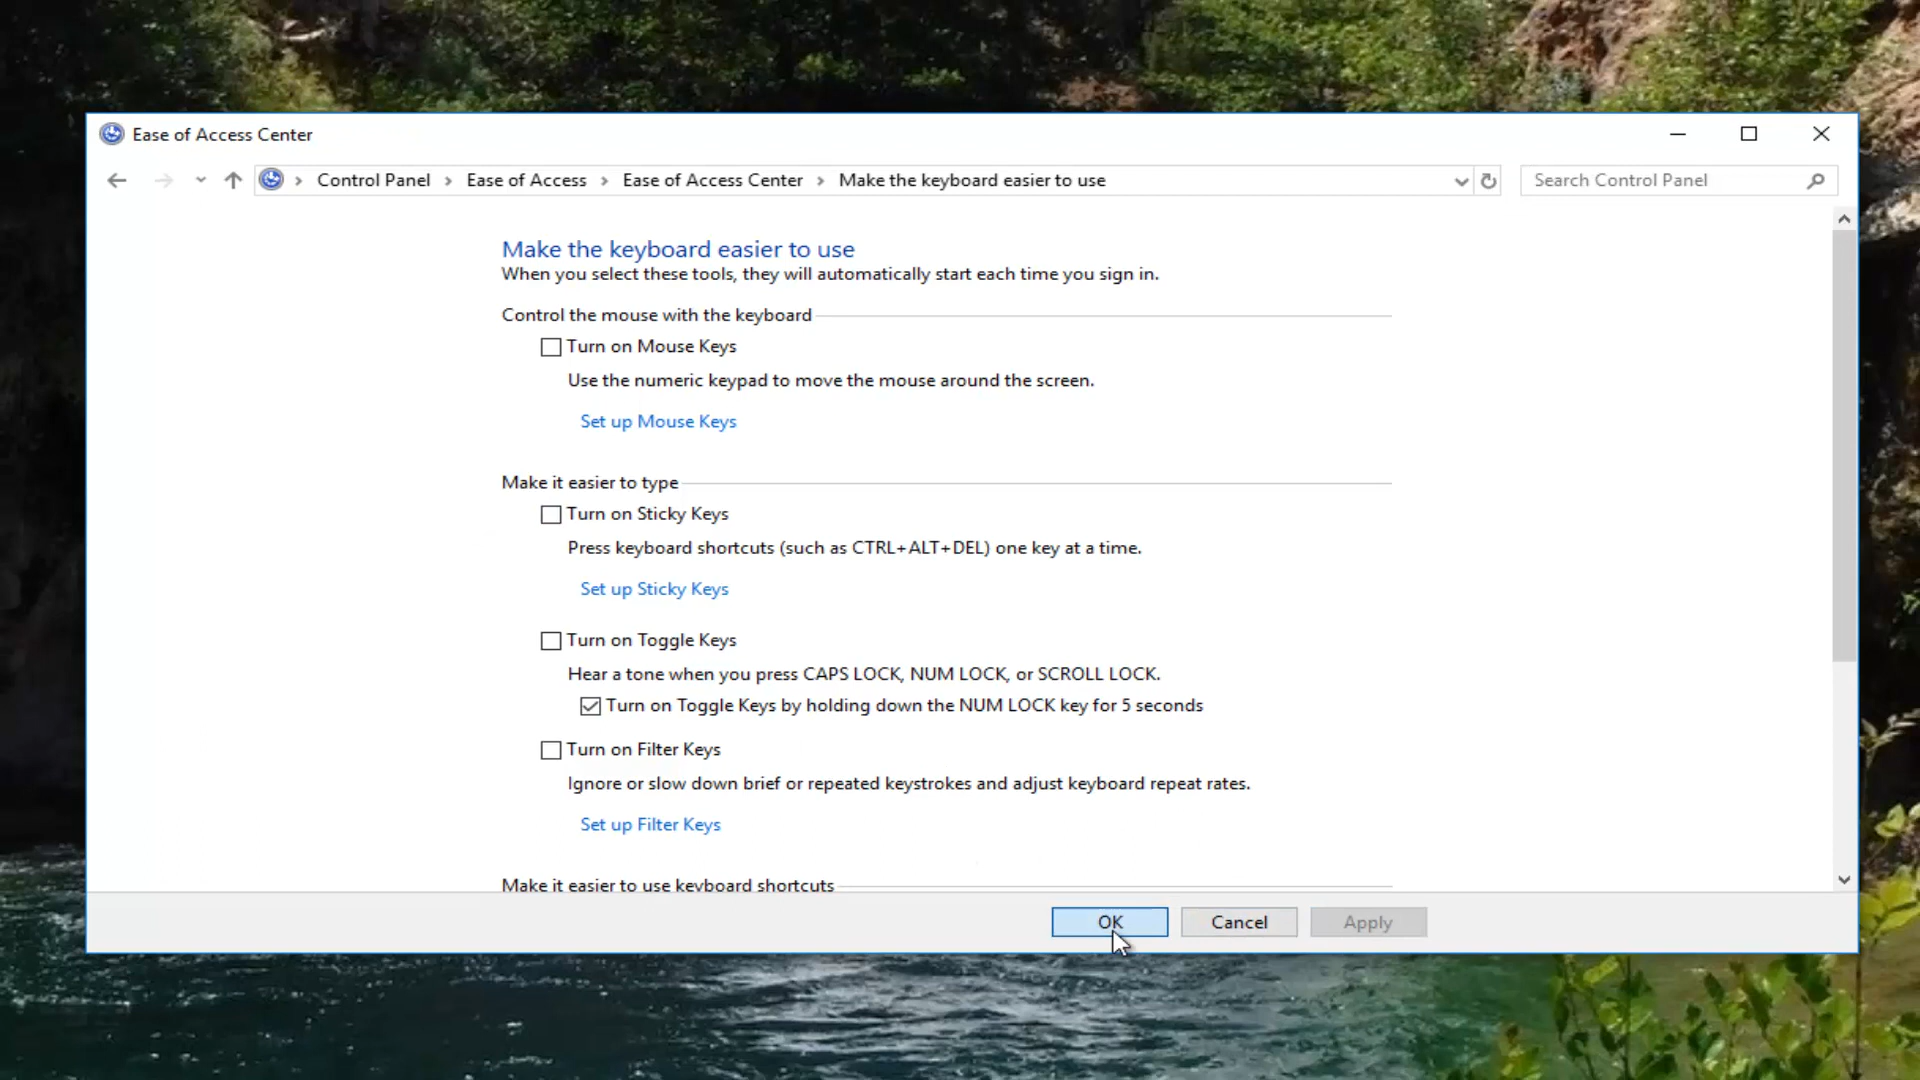 Ease of Access Center
Control Panel > Ease of Access > Ease of Access Center > Make the keyboard easier to use
Search Control Panel
Make the keyboard easier to use
When you select these tools, they will automatically start each time you sign in.
Control the mouse with the keyboard
Turn on Mouse Keys
Use the numeric keypad to move the mouse around the screen.
Set up Mouse Keys
Make it easier to type
Turn on Sticky Keys
Press keyboard shortcuts (such as CTRL+ALT+DEL) one key at a time.
Set up Sticky Keys
Turn on Toggle Keys
Hear a tone when you press CAPS LOCK, NUM LOCK, or SCROLL LOCK.
Turn on Toggle Keys by holding down the NUM LOCK key for 5 seconds
Turn on Filter Keys
Ignore or slow down brief or repeated keystrokes and adjust keyboard repeat rates.
Set up Filter Keys
Make it easier to use keyboard shortcuts
OK Cancel Apply